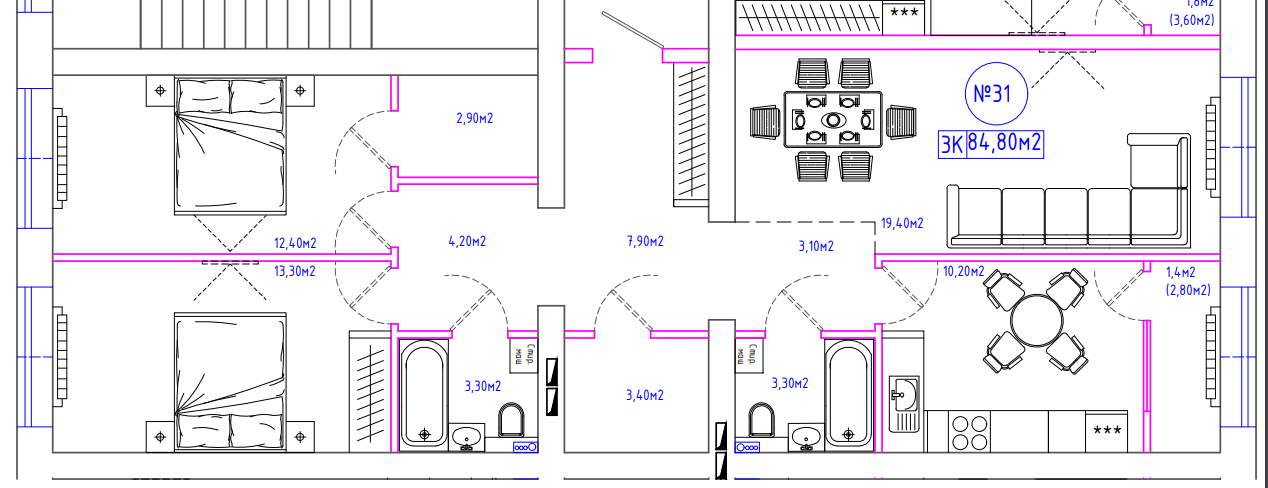 1,8м2
(3,60м2)
***
№31
3К 84,80м2
2,90м2
19,40м2
12,40м2
4,20м2
7,90м2
3,10м2
13,30м2
10,20м2
1,4м2
(2,80м2)
Стир.
маш
Стир.
маш
3,30м2
3,40м2
3,30м2
***